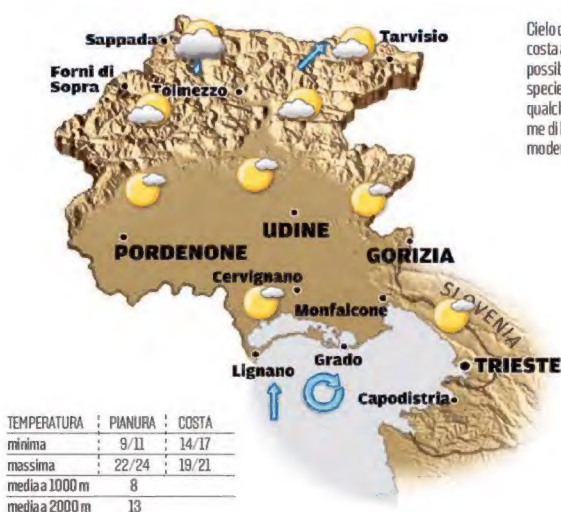 Sappada
Tarvisio
Forni di
Sopra
Tolmezzo
UDINE
PORDENONE
GORIZIA
Cervignano
Monfalcone
SLOVENIA
Lignano
Grado
TRIESTE
Capodistria
TEMPERATURA PIANURA COSTA
minima 9/11 14/17
massima 22/24 19/21
media a 1000 m 8
media a 2000 m 13
Cielo
costa
possib
specie
qualc
me di
moder